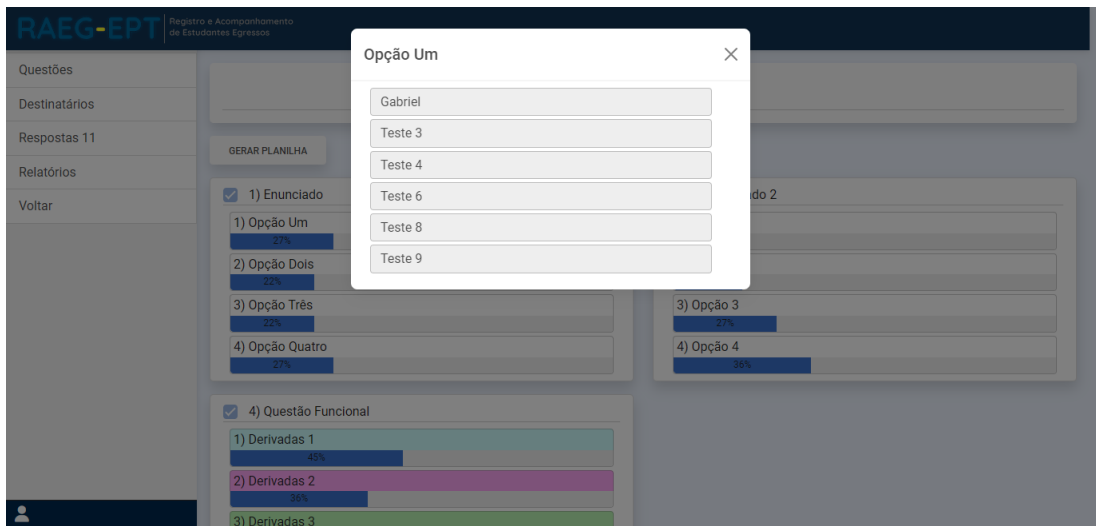 RAEG-EPT
Registro e Acompanhamento
de Estudantes Egressos
Questões
Destinatários
Respostas 11
Relatórios
Voltar
Opção Um
Gabriel
Teste 3
Teste 4
Teste 6
Teste 8
Teste 9
GERAR PLANILHA
1) Enunciado
1) Opção Um
27%
2) Opção Dois
22%
3) Opção Três
22%
4) Opção Quatro
27%
do 2
3) Opção 3
27%
4) Opção 4
36%
4) Questão Funcional
1) Derivadas 1
45%
2) Derivadas 2
36%
3) Derivadas 3